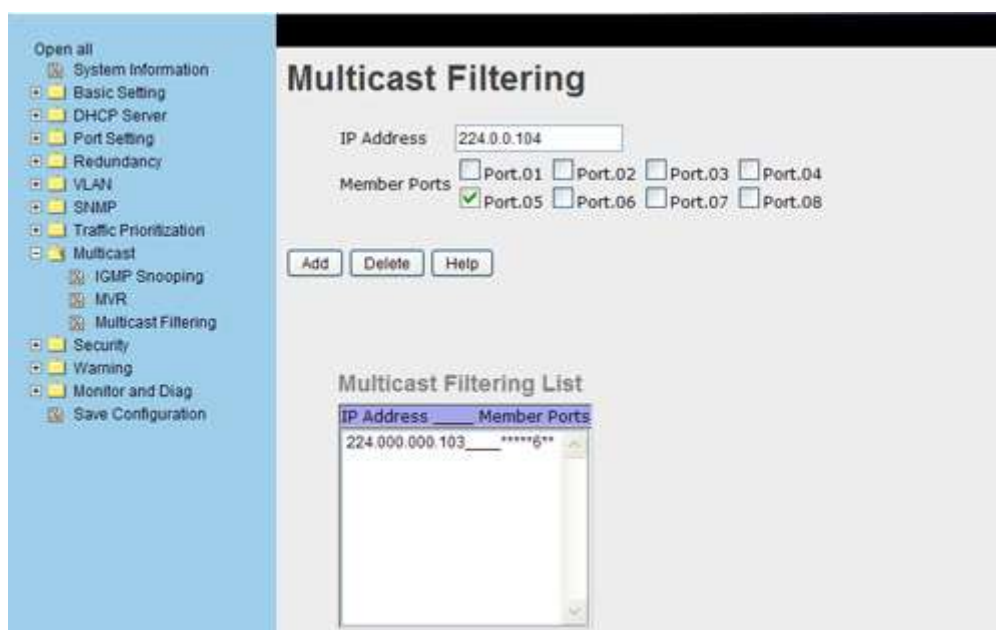 Open all
System Information
Basic Setting
DHCP Server
Port Setting
Redundancy
VLAN
SNMP
Traffic Prioritization
Multicast
IGMP Snooping
MVR
Multicast Filtering
Security
Warning
Monitor and Diag
Save Configuration
Multicast Filtering
IP Address 224.0.0.104
Member Ports Port.01 Port.02 Port.03 Port.04
Port.05 Port.06 Port.07 Port.08
Add Delete Help
Multicast Filtering List
IP Address ____ Member Ports
224.000.000.103____*****6**